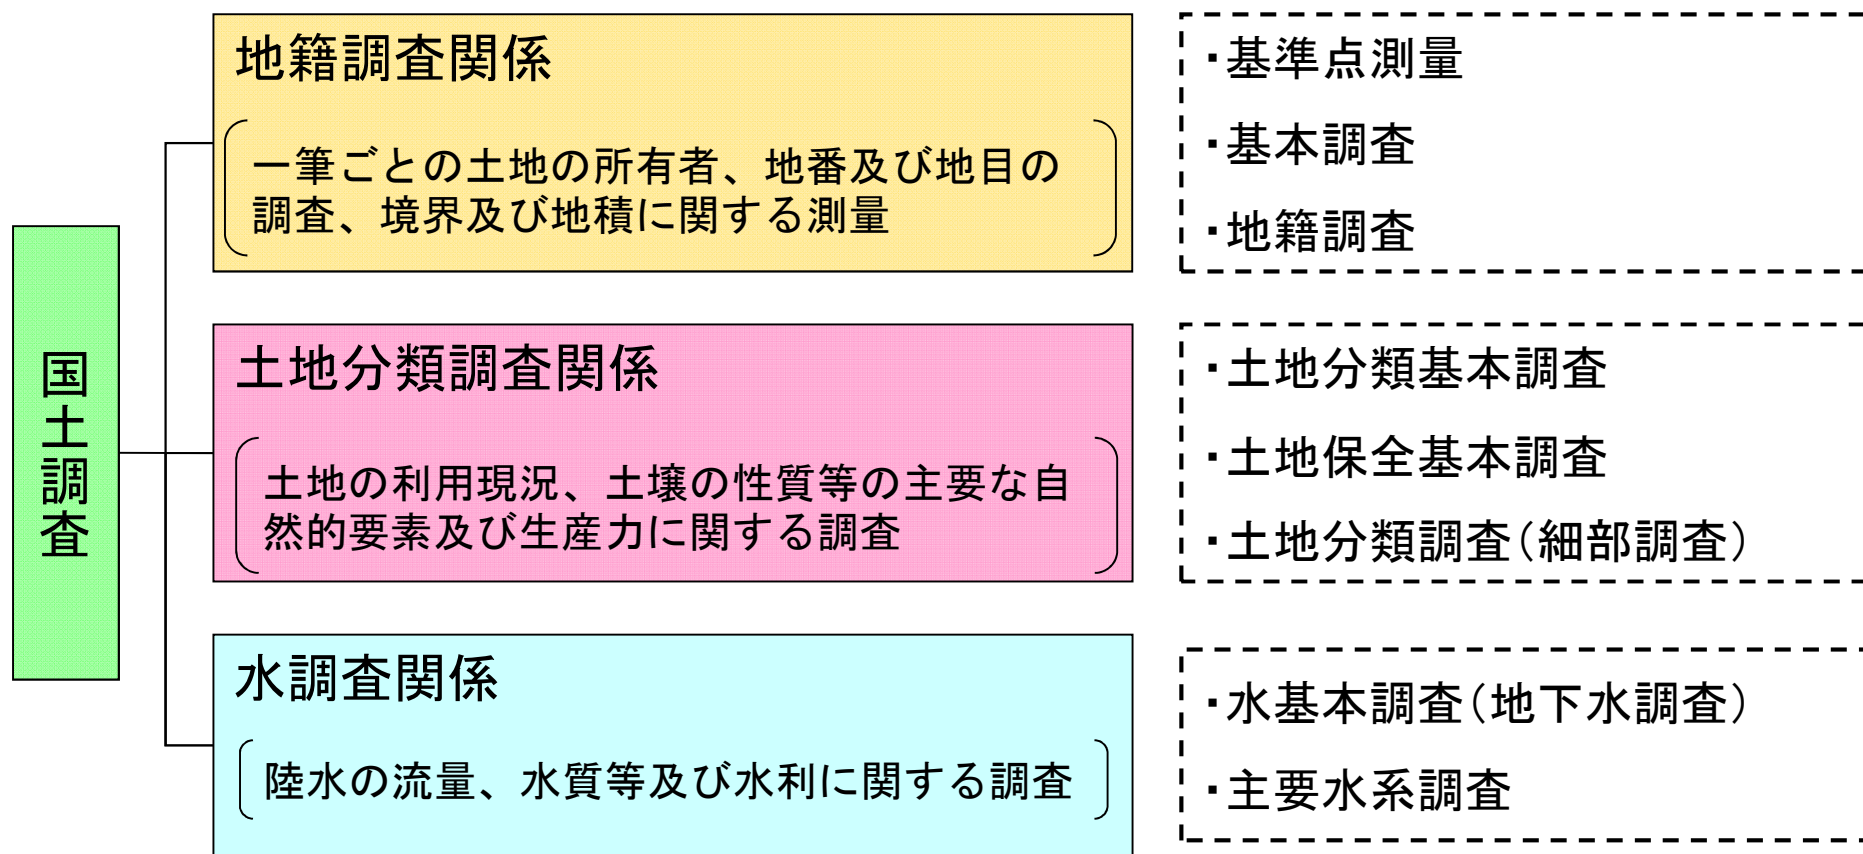 国土調査
地籍調査関係
一筆ごとの土地の所有者、地番及び地目の
調査、境界及び地積に関する測量
・基準点測量
・基本調査
・地籍調査
土地分類調査関係
土地の利用現況、土壌の性質等の主要な自
然的要素及び生産力に関する調査
・土地分類基本調査
・土地保全基本調査
・土地分類調査（細部調査）
水調査関係
陸水の流量、水質等及び水利に関する調査
・水基本調査（地下水調査）
・主要水系調査